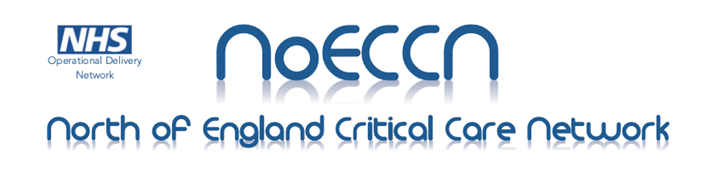 NHS
Operational Delivery
Network
NoECCN
North of England Critical Care Network